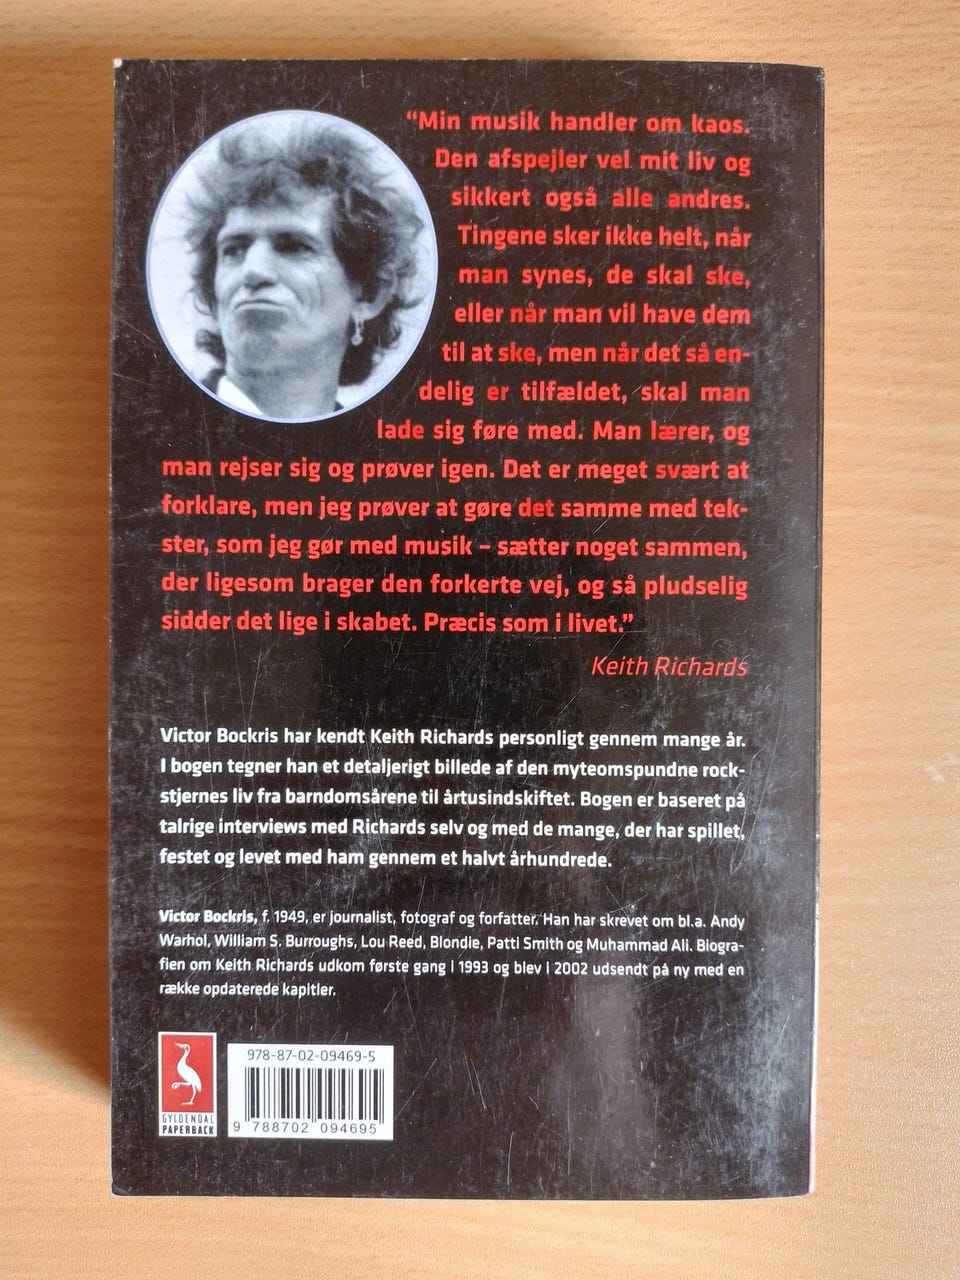 “Min musik handler om kaos.
Den afspejler vel mit liv og
sikkert også alle andres.
Tingene sker ikke helt, når
man synes, de skal ske,
eller når man vil have dem
til at ske, men når det så en-
delig er tilfældet, skal man
lade sig føre med. Man lærer, og
man rejser sig og prøver igen. Det er meget svært at
forklare, men jeg prøver at gøre det samme med tek-
ster, som jeg gør med musik – sætter noget sammen,
der ligesom brager den forkerte vej, og så pludselig
sidder det lige i skabet. Præcis som i livet.”
Keith Richards
Victor Bockris har kendt Keith Richards personligt gennem mange år.
I bogen tegner han et detaljerigt billede af den myteomspundne rock-
stjernes liv fra barndomsårene til årtusindskiftet. Bogen er baseret på
talrige interviews med Richards selv og med de mange, der har spillet,
festet og levet med ham gennem et halvt århundrede.
Victor Bockris, f. 1949, er journalist, fotograf og forfatter. Han har skrevet om bl.a. Andy
Warhol, William S. Burroughs, Lou Reed, Blondie, Patti Smith og Muhammad Ali. Biogra-
fien om Keith Richards udkom første gang i 1993 og blev i 2002 udsendt på ny med en
række opdaterede kapitler.
GYLDENDAL
PAPERBACK
978-87-02-09469-5
9 788702 094695